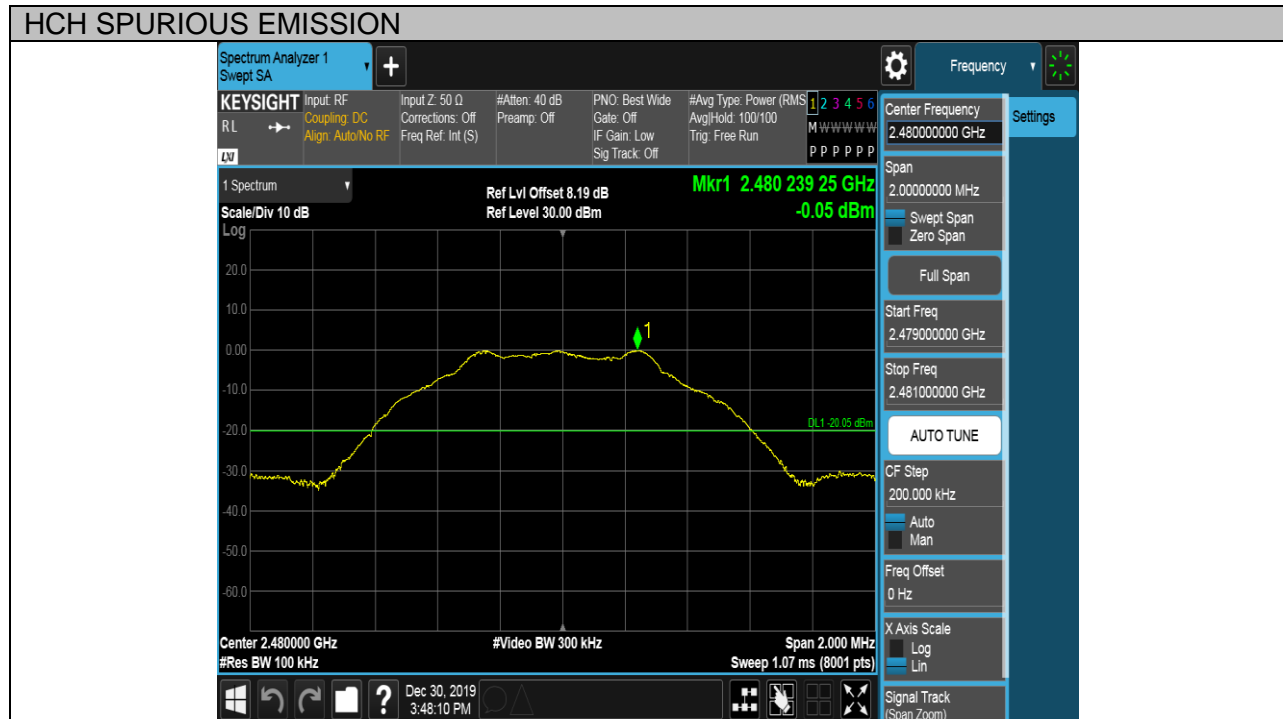 HCH SPURIOUS EMISSION
Spectrum Analyzer 1
Swept SA
+
Frequency
KEYSIGHT
RL
LXI
Input: RF
Coupling: DC
Align: Auto/No RF
Input Z: 50 Ω
Corrections: Off
Freq Ref: Int (S)
#Atten: 40 dB
Preamp: Off
PNO: Best Wide
Gate: Off
IF Gain: Low
Sig Track: Off
#Avg Type: Power (RMS
Avg|Hold: 100/100
Trig: Free Run
1 2 3 4 5 6
M W W W W W
P P P P P P
1 Spectrum
Scale/Div 10 dB
Ref Lvl Offset 8.19 dB
Ref Level 30.00 dBm
Mkr1 2.480 239 25 GHz
-0.05 dBm
Log
20.0
10.0
0.00
-10.0
-20.0
-30.0
-40.0
-50.0
-60.0
1
DL1 -20.05 dBm
Center 2.480000 GHz
#Video BW 300 kHz
Span 2.000 MHz
#Res BW 100 kHz
Sweep 1.07 ms (8001 pts)
?
Dec 30, 2019
3:48:10 PM
Center Frequency
2.480000000 GHz
Settings
Span
2.00000000 MHz
Swept Span
Zero Span
Full Span
Start Freq
2.479000000 GHz
Stop Freq
2.481000000 GHz
AUTO TUNE
CF Step
200.000 kHz
Auto
Man
Freq Offset
0 Hz
X Axis Scale
Log
Lin
Signal Track
(Span Zoom)